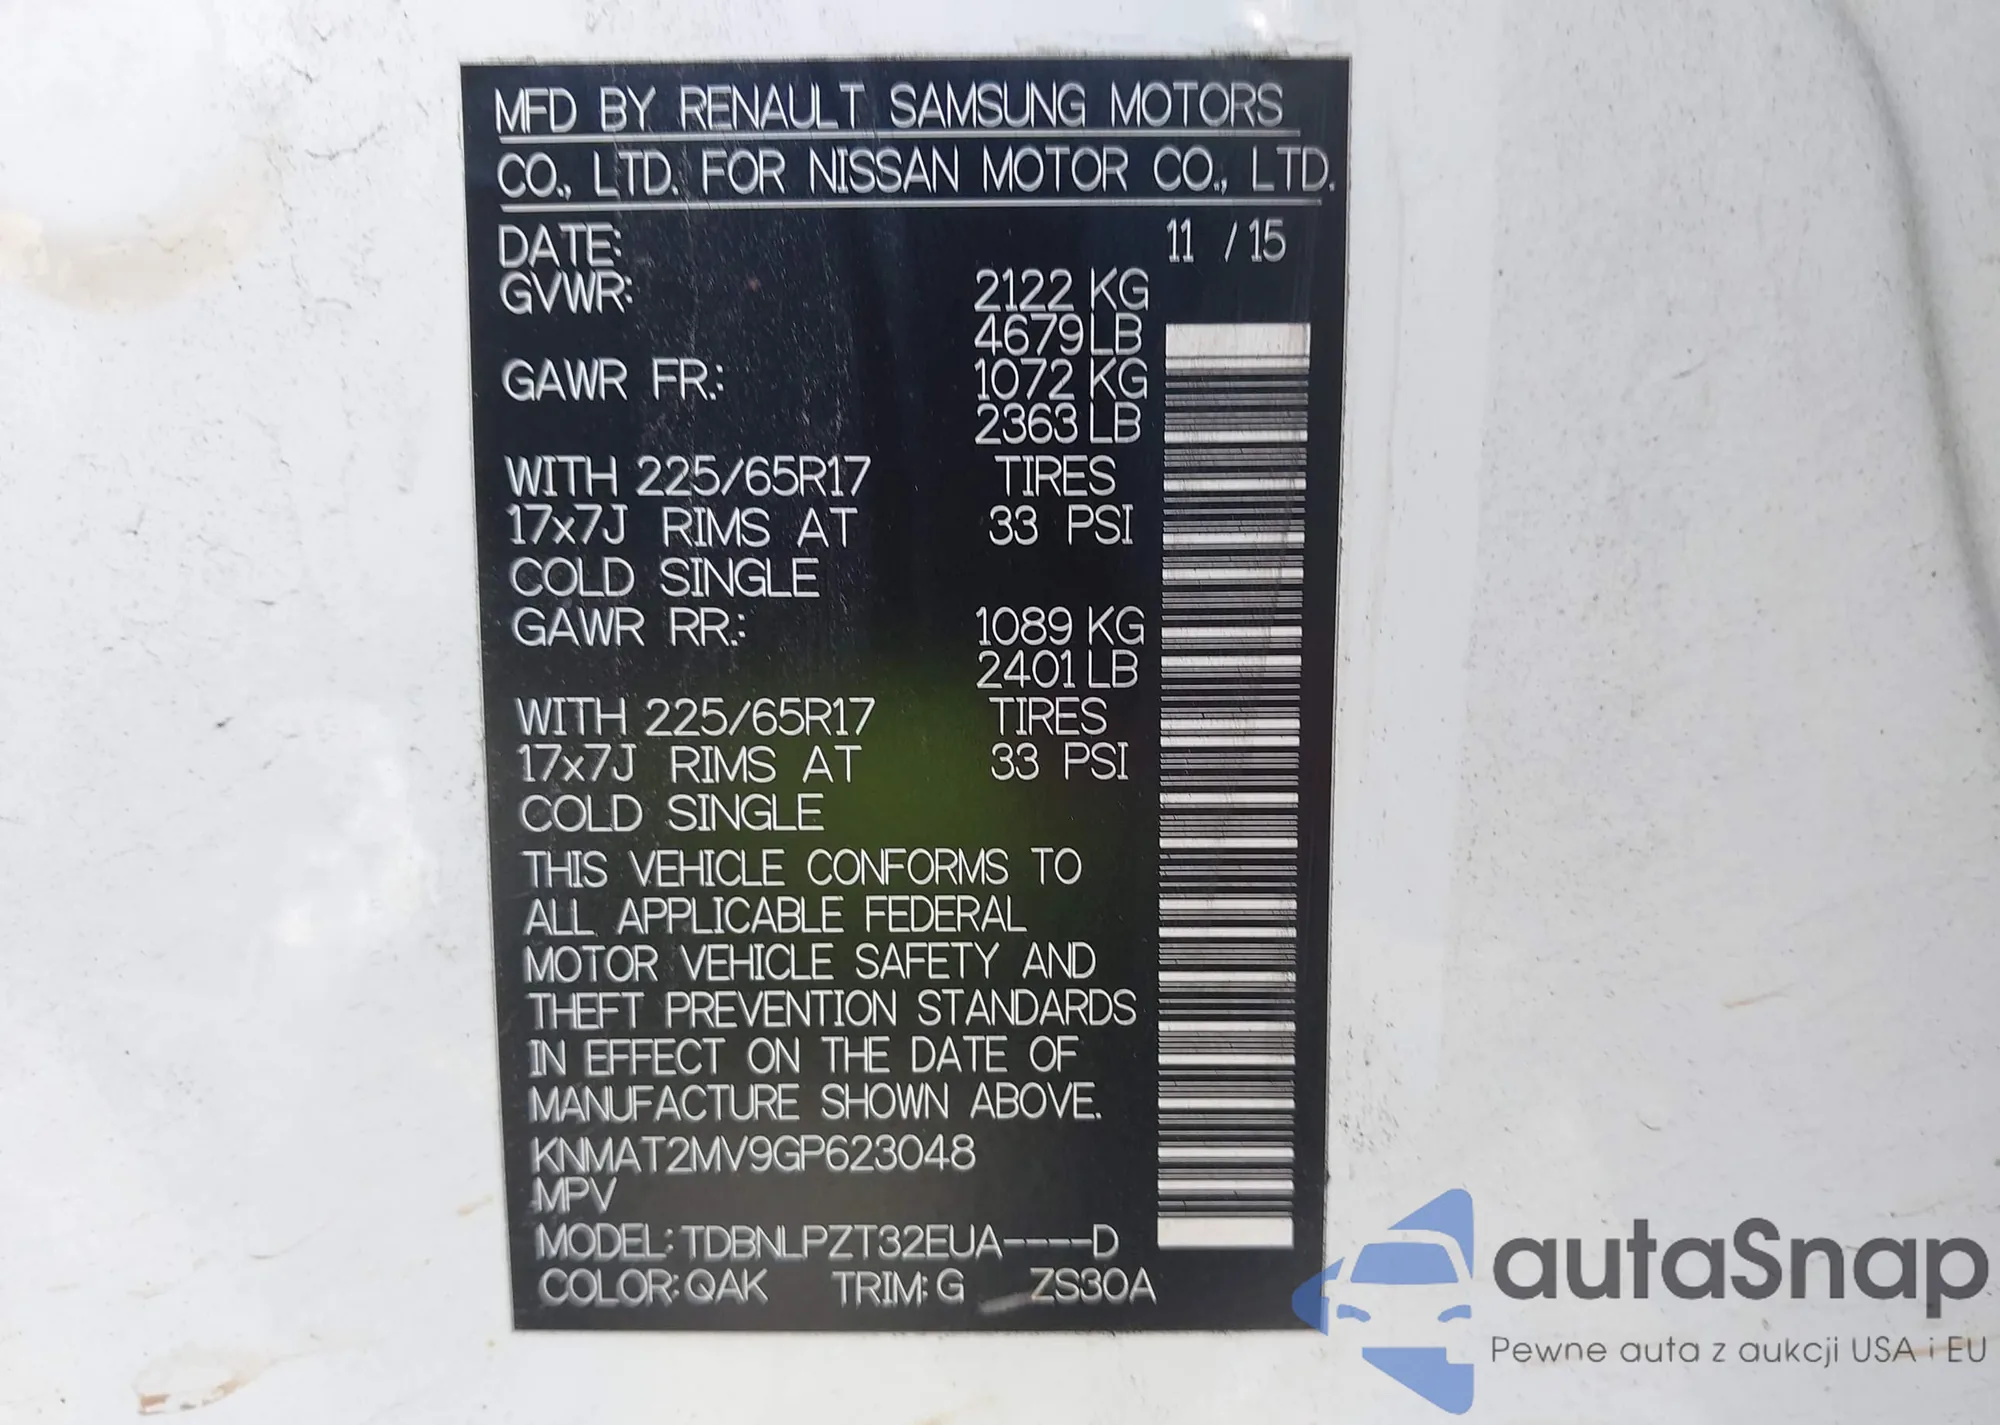 MFD BY RENAULT SAMSUNG MOTORS
CO., LTD. FOR NISSAN MOTOR CO., LTD.
DATE: 11 / 15
GVWR: 2122 KG
4679 LB
GAWR FR.: 1072 KG
2363 LB
WITH 225/65R17 TIRES
17x7J RIMS AT 33 PSI
COLD SINGLE
GAWR RR.: 1089 KG
2401 LB
WITH 225/65R17 TIRES
17x7J RIMS AT 33 PSI
COLD SINGLE
THIS VEHICLE CONFORMS TO
ALL APPLICABLE FEDERAL
MOTOR VEHICLE SAFETY AND
THEFT PREVENTION STANDARDS
IN EFFECT ON THE DATE OF
MANUFACTURE SHOWN ABOVE.
KNMAT2MV9GP623048
MPV
MODEL: TDBNLPZT32EUA----D
COLOR: QAK TRIM: G ZS30A
autaSnap
Pewne auta z aukcji USA i EU